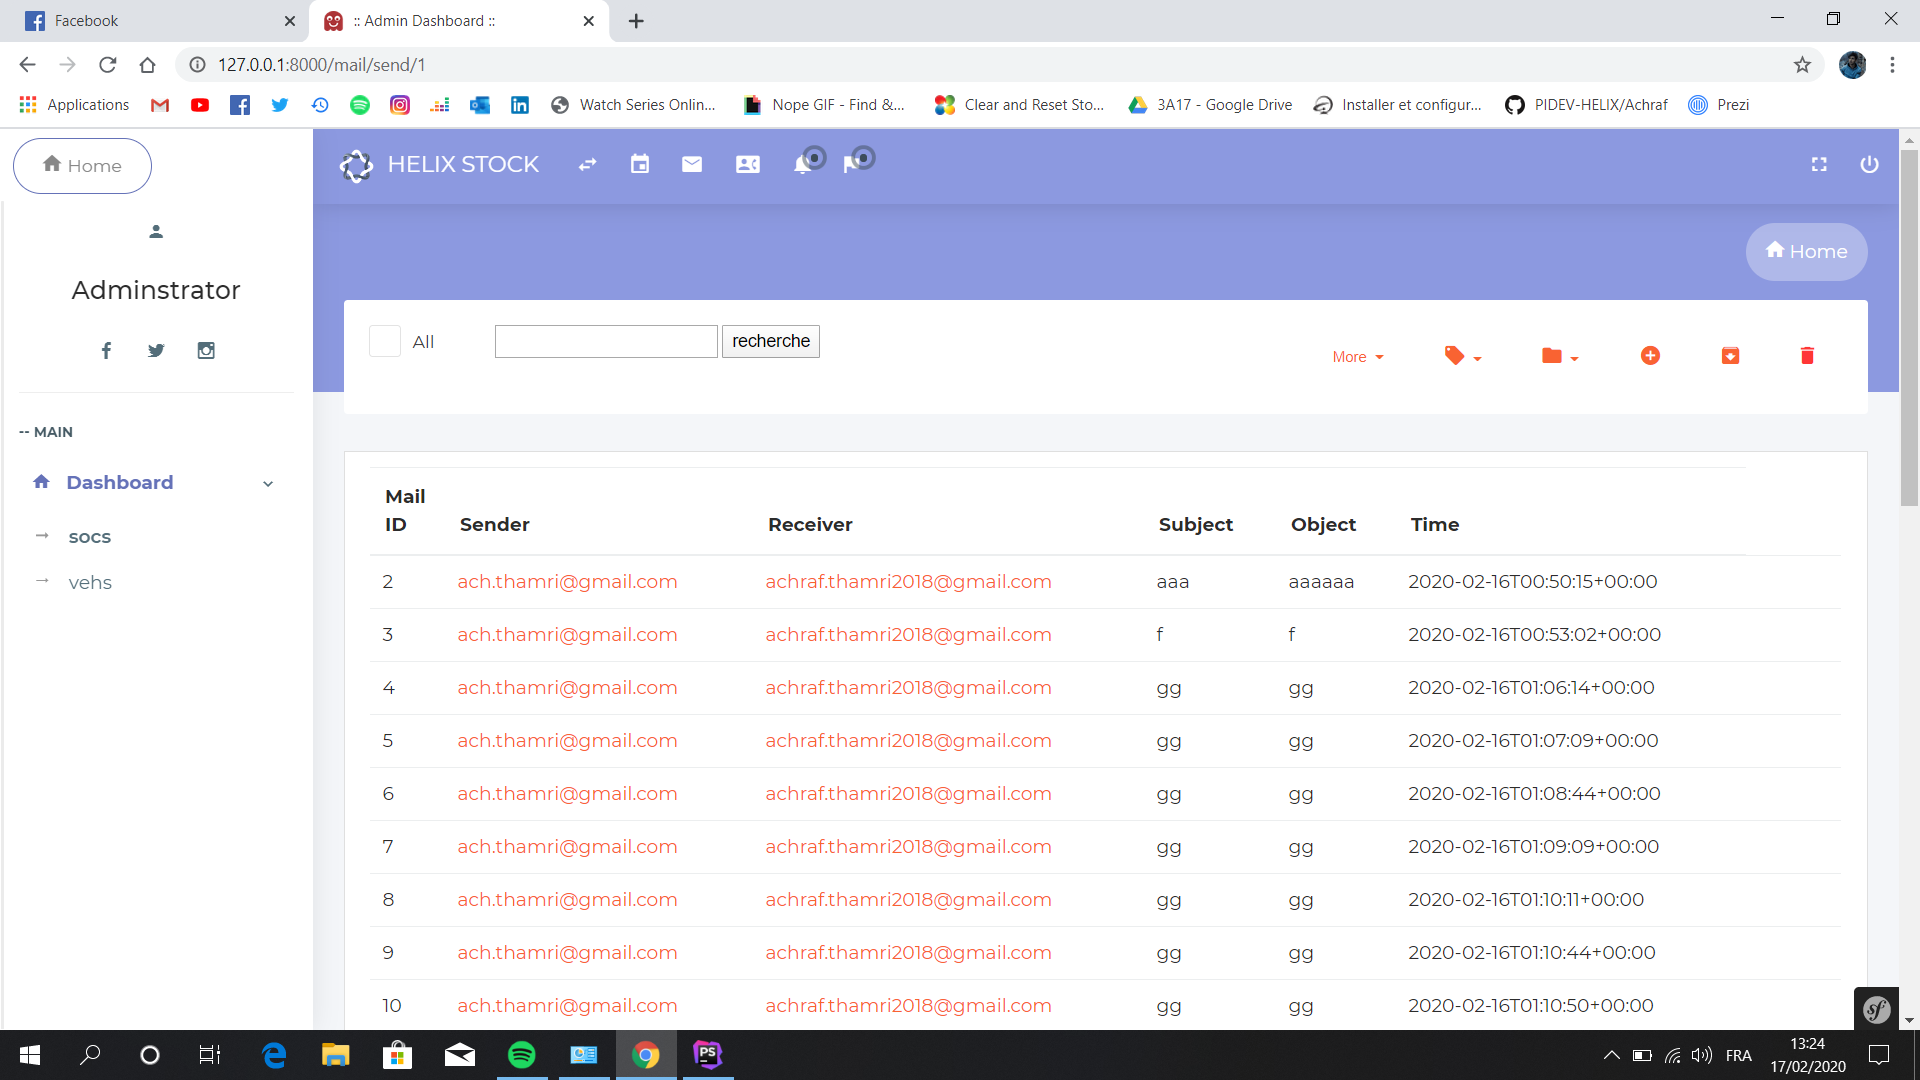 Facebook
:: Admin Dashboard ::
127.0.0.1:8000/mail/send/1
Applications
Watch Series Onlin...
Nope GIF - Find &...
Clear and Reset Sto...
3A17 - Google Drive
Installer et configur...
PIDEV-HELIX/Achraf
Prezi
Home
HELIX STOCK
Home
Adminstrator
-- MAIN
Dashboard
socs
vehs
All
recherche
More
Mail ID Sender Receiver Subject Object Time
2 ach.thamri@gmail.com achraf.thamri2018@gmail.com aaa aaaaaa 2020-02-16T00:50:15+00:00
3 ach.thamri@gmail.com achraf.thamri2018@gmail.com f f 2020-02-16T00:53:02+00:00
4 ach.thamri@gmail.com achraf.thamri2018@gmail.com gg gg 2020-02-16T01:06:14+00:00
5 ach.thamri@gmail.com achraf.thamri2018@gmail.com gg gg 2020-02-16T01:07:09+00:00
6 ach.thamri@gmail.com achraf.thamri2018@gmail.com gg gg 2020-02-16T01:08:44+00:00
7 ach.thamri@gmail.com achraf.thamri2018@gmail.com gg gg 2020-02-16T01:09:09+00:00
8 ach.thamri@gmail.com achraf.thamri2018@gmail.com gg gg 2020-02-16T01:10:11+00:00
9 ach.thamri@gmail.com achraf.thamri2018@gmail.com gg gg 2020-02-16T01:10:44+00:00
10 ach.thamri@gmail.com achraf.thamri2018@gmail.com gg gg 2020-02-16T01:10:50+00:00
sf
PS
FRA
13:24
17/02/2020